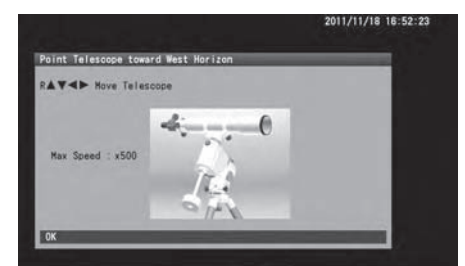 2011/11/18 16:52:23
Point Telescope toward West Horizon
R▲▼◀▶ Move Telescope
Max Speed : x500
OK